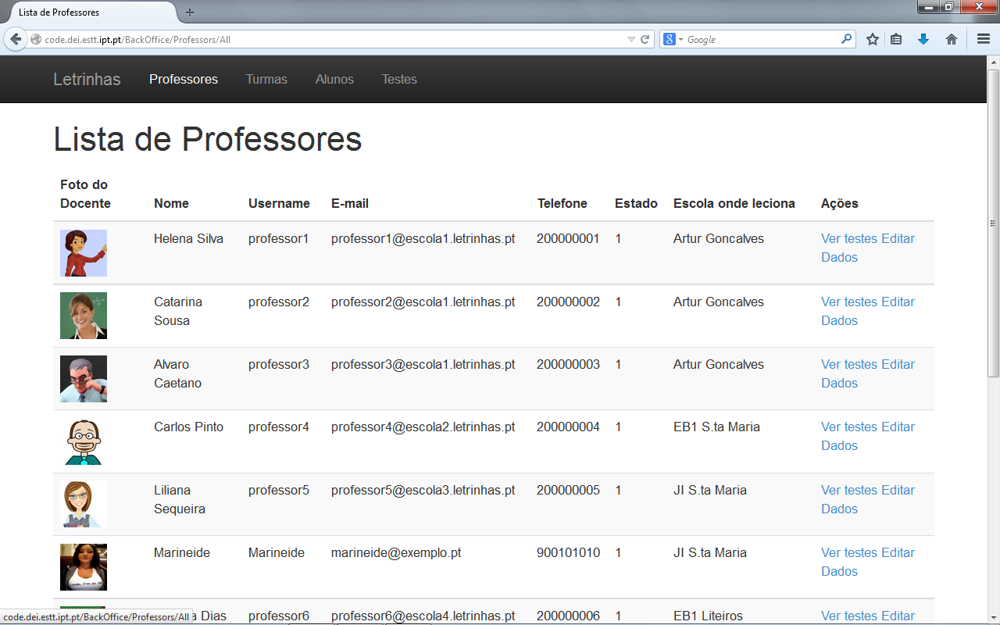 Lista de Professores
code.dei.estt.ipt.pt/BackOffice/Professors/All
Google
Letrinhas Professores Turmas Alunos Testes
Lista de Professores
Foto do
Docente Nome Username E-mail Telefone Estado Escola onde leciona Ações
Helena Silva professor1 professor1@escola1.letrinhas.pt 200000001 1 Artur Goncalves Ver testes Editar
Dados
Catarina professor2 professor2@escola1.letrinhas.pt 200000002 1 Artur Goncalves Ver testes Editar
Sousa Dados
Alvaro professor3 professor3@escola1.letrinhas.pt 200000003 1 Artur Goncalves Ver testes Editar
Caetano Dados
Carlos Pinto professor4 professor4@escola2.letrinhas.pt 200000004 1 EB1 S.ta Maria Ver testes Editar
Dados
Liliana professor5 professor5@escola3.letrinhas.pt 200000005 1 JI S.ta Maria Ver testes Editar
Sequeira Dados
Marineide Marineide marineide@exemplo.pt 900101010 1 JI S.ta Maria Ver testes Editar
Dados
a Dias professor6 professor6@escola4.letrinhas.pt 200000006 1 EB1 Liteiros Ver testes Editar
code.dei.estt.ipt.pt/BackOffice/Professors/All